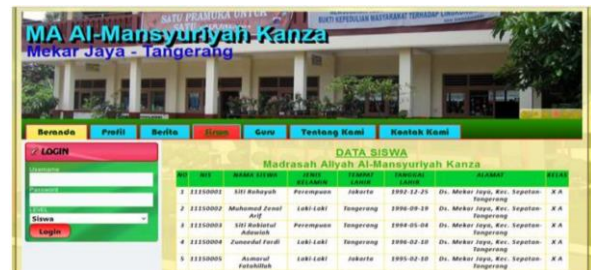 SATU PRAMUKA UNTUK
BUKTI KEPEDULIAN MASYARAKAT TERHADAP
MA Al-Mansyuriyah Kanza
Mekar Jaya - Tangerang
Beranda Profil Berita Siswa Guru Tentang Kami Kontak Kami
LOGIN
Username
Password
Level
Siswa
Login
DATA SISWA
Madrasah Aliyah Al-Mansyuriyah Kanza
NO NIS NAMA SISWA JENIS KELAMIN TEMPAT LAHIR TANGGAL LAHIR ALAMAT KELAS
1 11150001 Siti Rohayah Perempuan Jakarta 1992-12-25 Ds. Mekar Jaya, Kec. Sepatan-Tangerang X A
2 11150002 Muhamad Zenal Arif Laki-Laki Tangerang 1996-09-19 Ds. Mekar Jaya, Kec. Sepatan-Tangerang X A
3 11150003 Siti Robiatul Adawiah Perempuan Tangerang 1994-05-04 Ds. Mekar Jaya, Kec. Sepatan-Tangerang X A
4 11150004 Zunaedul Fardi Laki-Laki Tangerang 1996-02-10 Ds. Mekar Jaya, Kec. Sepatan-Tangerang X A
5 11150005 Asmarul Fatahillah Laki-Laki Jakarta 1995-02-10 Ds. Mekar Jaya, Kec. Sepatan-Tangerang X A